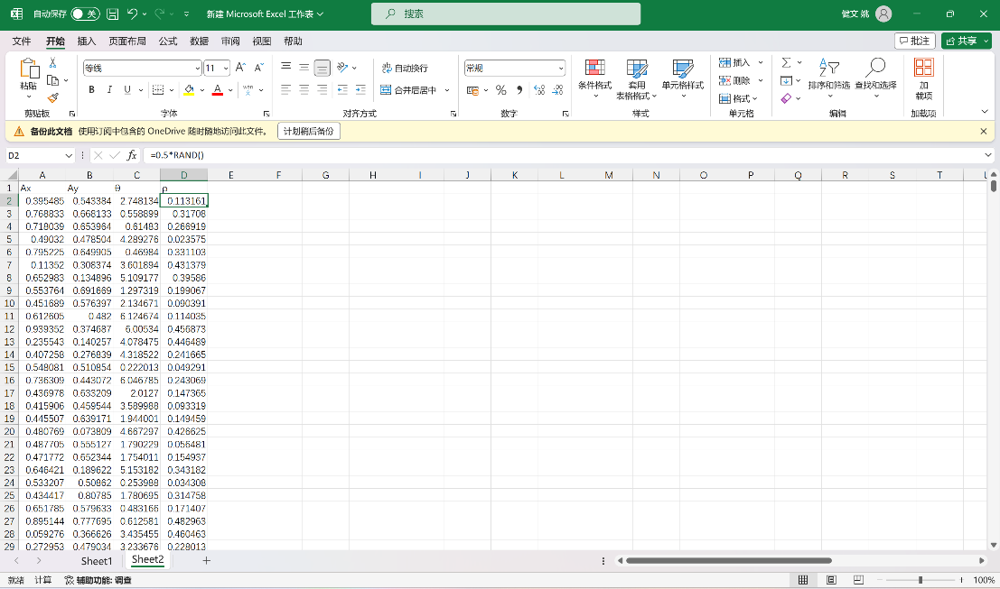 自动保存 关 新建 Microsoft Excel 工作表 搜索 健文 姚
文件 开始 插入 页面布局 公式 数据 审阅 视图 帮助 批注 共享
粘贴 等线 11 A A 自动换行 常规 条件格式 套用 表格格式 单元格样式 插入 排序和筛选 查找和选择 加载项
B I U A wén 合并后居中 % 删除
格式
剪贴板 字体 对齐方式 数字 样式 单元格 编辑 加载项
备份此文档 使用订阅中包含的 OneDrive 随时随地访问此文件。 计划稍后备份
D2 fx =0.5*RAND()
A B C D E F G H I J K L M N O P Q R S T
1 Ax Ay θ ρ
2 0.395485 0.543384 2.748134 0.113161
3 0.768833 0.668133 0.558899 0.31708
4 0.718039 0.653964 0.61483 0.266919
5 0.49032 0.478504 4.289276 0.023575
6 0.795225 0.649905 0.46984 0.331103
7 0.11352 0.308374 3.601894 0.431379
8 0.652983 0.134896 5.109177 0.39586
9 0.553764 0.691669 1.297319 0.199067
10 0.451689 0.576397 2.134671 0.090391
11 0.612605 0.482 6.124674 0.114035
12 0.939352 0.374687 6.00534 0.456873
13 0.235543 0.140257 4.078475 0.446489
14 0.407258 0.276839 4.318522 0.241665
15 0.548081 0.510854 0.222013 0.049291
16 0.736309 0.443072 6.046785 0.243069
17 0.436978 0.633209 2.0127 0.147365
18 0.415906 0.459544 3.589988 0.093319
19 0.445507 0.639171 1.944001 0.149459
20 0.480769 0.073809 4.667297 0.426625
21 0.487705 0.555127 1.790229 0.056481
22 0.471772 0.652344 1.754011 0.154937
23 0.646421 0.189622 5.153182 0.343182
24 0.533207 0.50862 0.253988 0.034308
25 0.434417 0.80785 1.780695 0.314758
26 0.651785 0.579633 0.483166 0.171407
27 0.895144 0.777695 0.612581 0.482963
28 0.059276 0.366626 3.435455 0.460463
29 0.272953 0.479034 3.233676 0.228013
Sheet1 Sheet2
就绪 计算 辅助功能: 调查 100%